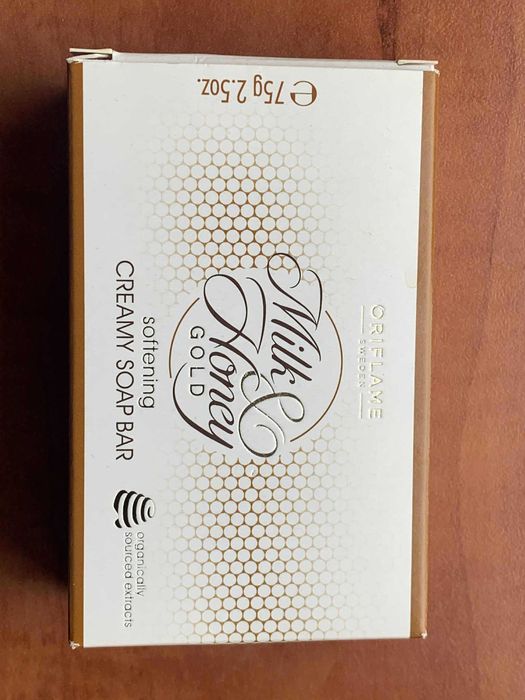 ORIFLAME
SWEDEN
Milk &
Honey
GOLD
softening
CREAMY SOAP BAR
organically
sourced extracts
℮ 75g 2.5oz.